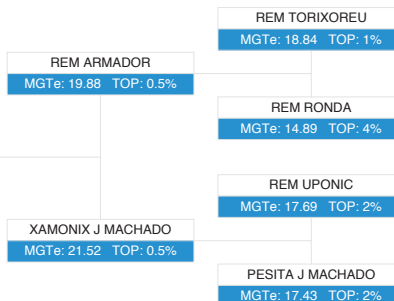 REM TORIXOREU
MGTe: 18.84 TOP: 1%
REM ARMADOR
MGTe: 19.88 TOP: 0.5%
REM RONDA
MGTe: 14.89 TOP: 4%
REM UPONIC
MGTe: 17.69 TOP: 2%
XAMONIX J MACHADO
MGTe: 21.52 TOP: 0.5%
PESITA J MACHADO
MGTe: 17.43 TOP: 2%